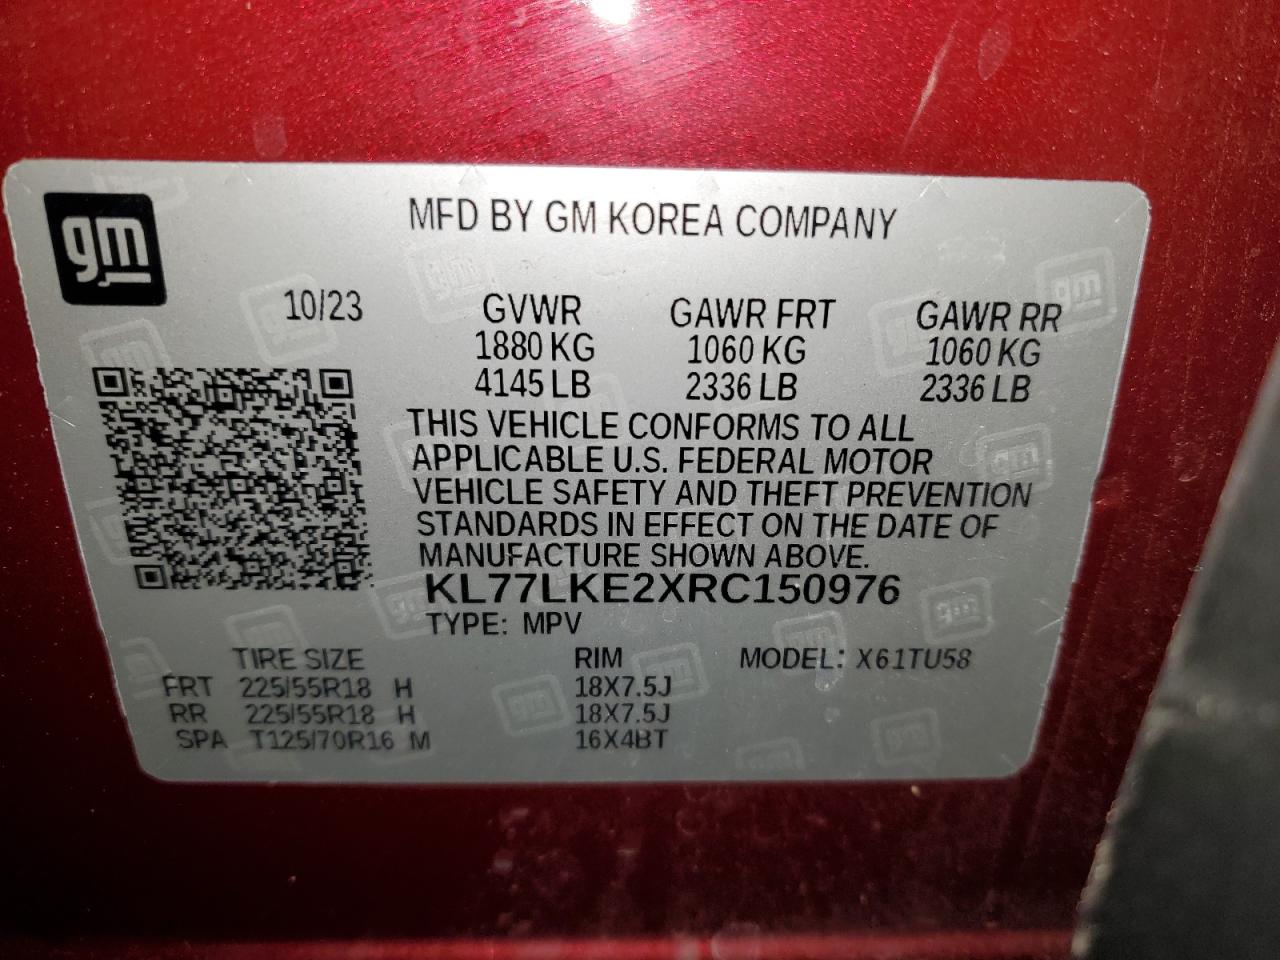 gm
MFD BY GM KOREA COMPANY
10/23 GVWR GAWR FRT GAWR RR
1880 KG 1060 KG 1060 KG
4145 LB 2336 LB 2336 LB
THIS VEHICLE CONFORMS TO ALL
APPLICABLE U.S. FEDERAL MOTOR
VEHICLE SAFETY AND THEFT PREVENTION
STANDARDS IN EFFECT ON THE DATE OF
MANUFACTURE SHOWN ABOVE.
KL77LKE2XRC150976
TYPE: MPV
TIRE SIZE RIM MODEL: X61TU58
FRT 225/55R18 H 18X7.5J
RR 225/55R18 H 18X7.5J
SPA T125/70R16 M 16X4BT